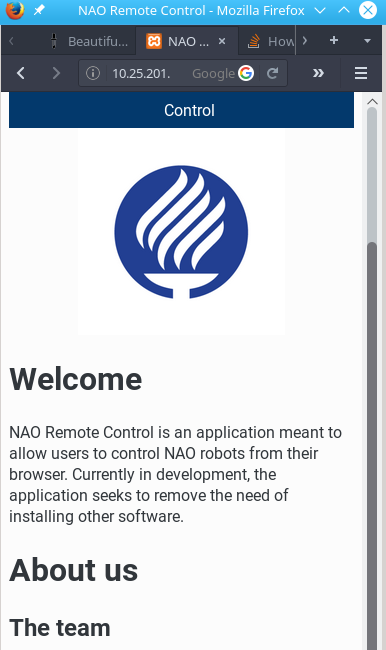 NAO Remote Control - Mozilla Firefox
Beautifu...
NAO ...
How
10.25.201.
Google
Control
Welcome
NAO Remote Control is an application meant to
allow users to control NAO robots from their
browser. Currently in development, the
application seeks to remove the need of
installing other software.
About us
The team